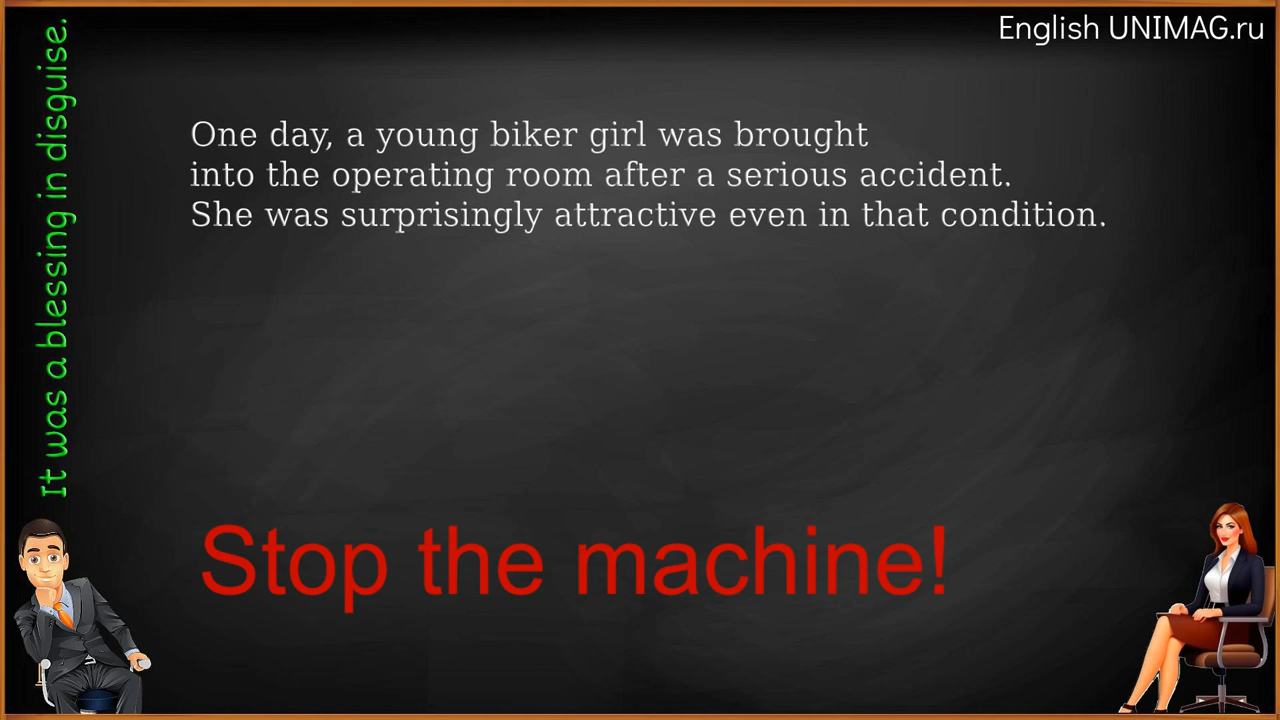 English UNIMAG.ru
It was a blessing in disguise.
One day, a young biker girl was brought
into the operating room after a serious accident.
She was surprisingly attractive even in that condition.
Stop the machine!